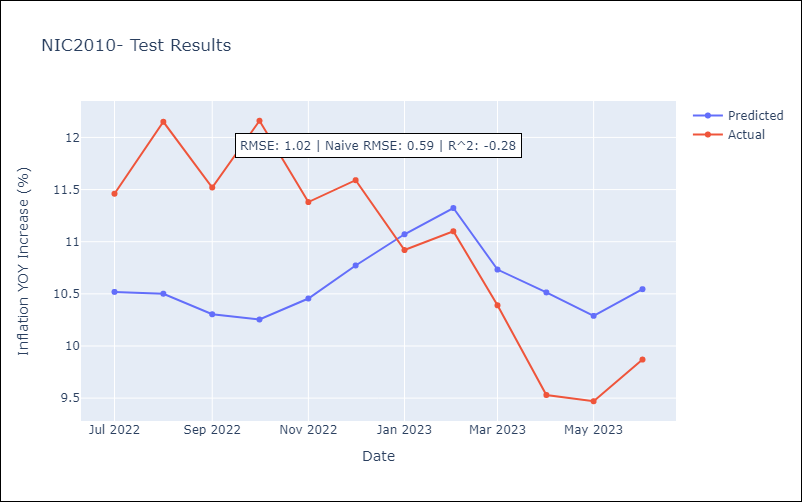 NIC2010- Test Results
Predicted
Actual
RMSE: 1.02 | Naive RMSE: 0.59 | R^2: -0.28
Inflation YOY Increase (%)
12
11.5
11
10.5
10
9.5
Jul 2022
Sep 2022
Nov 2022
Jan 2023
Mar 2023
May 2023
Date